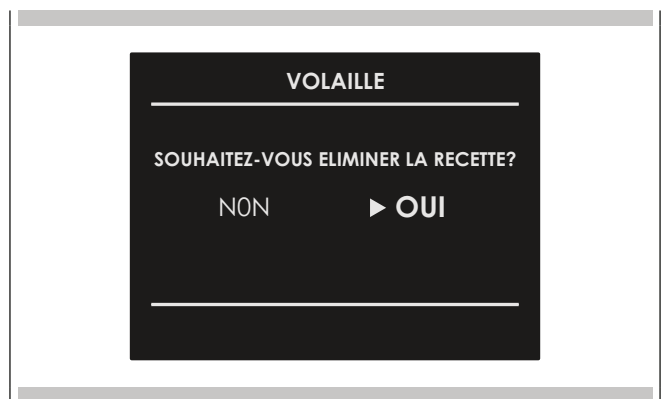 VOLAILLE
SOUHAITEZ-VOUS ELIMINER LA RECETTE?
N0N ▶ OUI